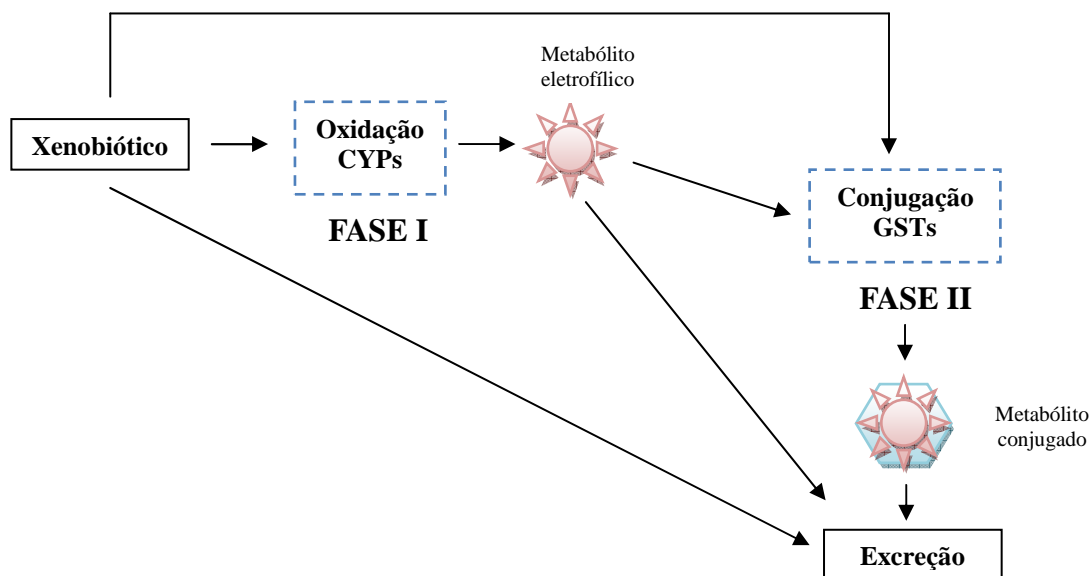 Metabólito
eletrofílico
Xenobiótico
Oxidação
CYPs
FASE I
Conjugação
GSTs
FASE II
Metabólito
conjugado
Excreção